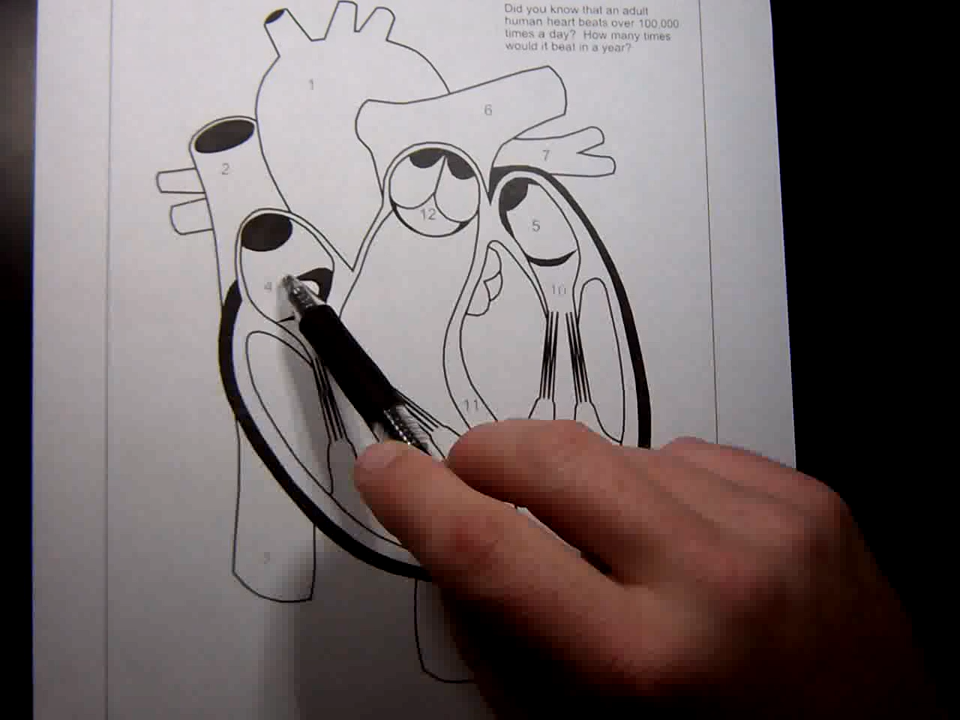 Did you know that an adult
human heart beats over 100,000
times a day?  How many times
would it beat in a year?
1
6
7
2
12
5
4
10
11
3